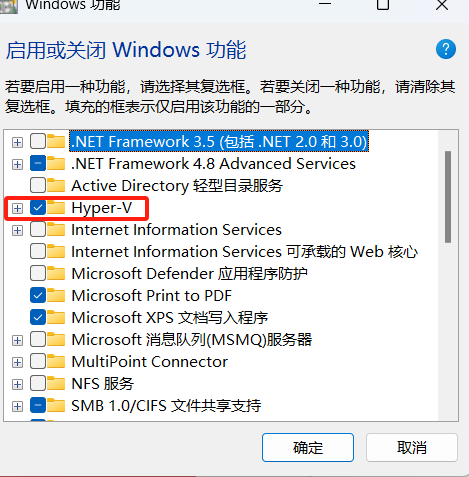 Windows 功能
启用或关闭 Windows 功能
?
若要启用一种功能，请选择其复选框。若要关闭一种功能，请清除其
复选框。填充的框表示仅启用该功能的一部分。
.NET Framework 3.5 (包括 .NET 2.0 和 3.0)
.NET Framework 4.8 Advanced Services
Active Directory 轻型目录服务
Hyper-V
Internet Information Services
Internet Information Services 可承载的 Web 核心
Microsoft Defender 应用程序防护
Microsoft Print to PDF
Microsoft XPS 文档写入程序
Microsoft 消息队列(MSMQ)服务器
MultiPoint Connector
NFS 服务
SMB 1.0/CIFS 文件共享支持
确定
取消